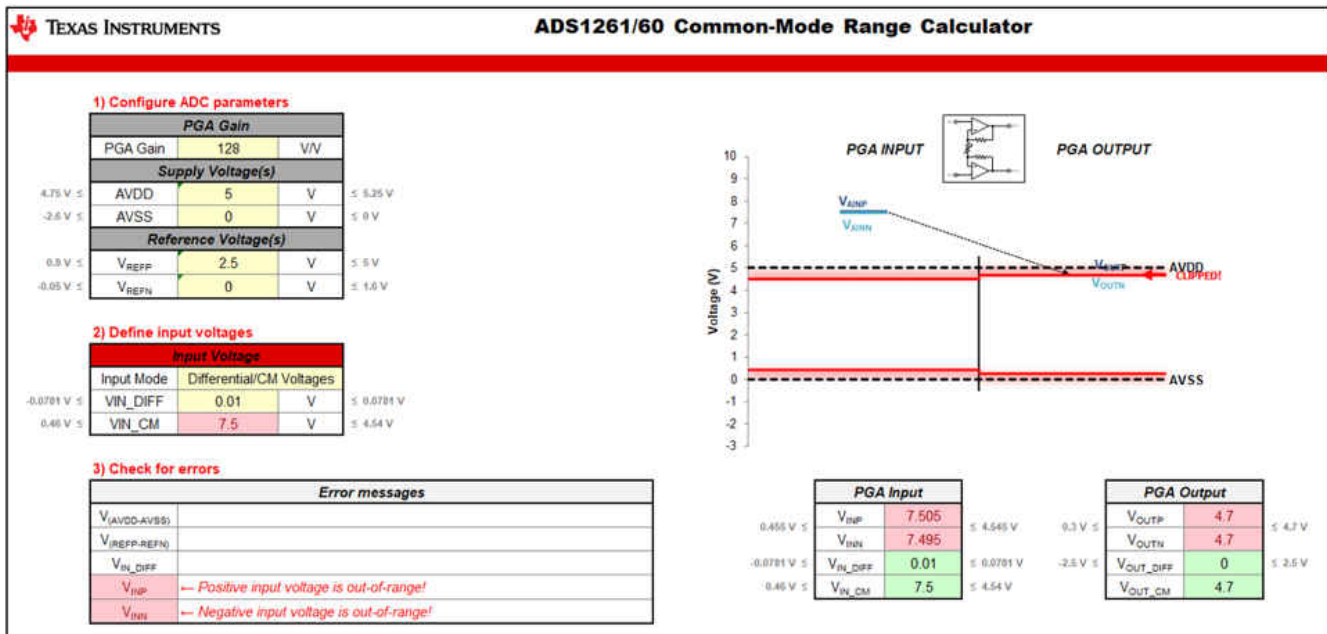 TEXAS INSTRUMENTS
ADS1261/60 Common-Mode Range Calculator
1) Configure ADC parameters
PGA Gain
PGA Gain 128 V/V
Supply Voltage(s)
4.75 V ≤ AVDD 5 V ≤ 5.25 V
-2.6 V ≤ AVSS 0 V ≤ 0 V
Reference Voltage(s)
0.9 V ≤ VREFP 2.5 V ≤ 5 V
-0.05 V ≤ VREFN 0 V ≤ 1.6 V
2) Define input voltages
Input Voltage
Input Mode Differential/CM Voltages
-0.0781 V ≤ VIN_DIFF 0.01 V ≤ 0.0781 V
0.46 V ≤ VIN_CM 7.5 V ≤ 4.54 V
3) Check for errors
Error messages
V(AVDD-AVSS)
V(REFP-REFN)
VIN_DIFF
VINP ← Positive input voltage is out-of-range!
VINN ← Negative input voltage is out-of-range!
PGA INPUT
PGA OUTPUT
Voltage (V)
10
9
8
7
6
5
4
3
2
1
0
-1
-2
-3
VAINP
VAINN
VOUTP
AVDD
CLIPPED!
VOUTN
AVSS
PGA Input
0.455 V ≤ VINP 7.505 ≤ 4.545 V
VINN 7.495
-0.0781 V ≤ VIN_DIFF 0.01 ≤ 0.0781 V
0.46 V ≤ VIN_CM 7.5 ≤ 4.54 V
PGA Output
0.3 V ≤ VOUTP 4.7 ≤ 4.7 V
VOUTN 4.7
-2.5 V ≤ VOUT_DIFF 0 ≤ 2.5 V
VOUT_CM 4.7